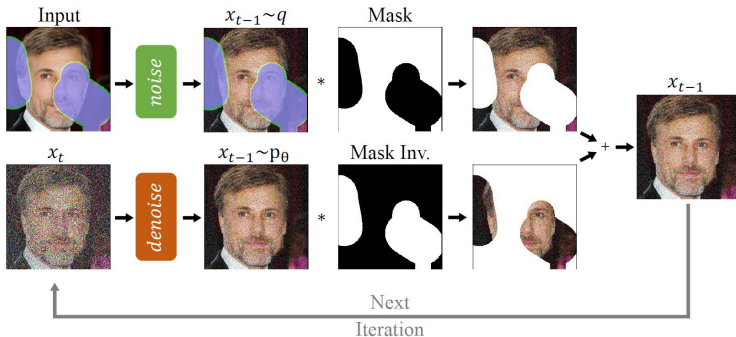 Input
x_{t−1}~q
Mask
x_{t−1}
noise
*
+
x_t
x_{t−1}~p_θ
Mask Inv.
denoise
*
Next
Iteration